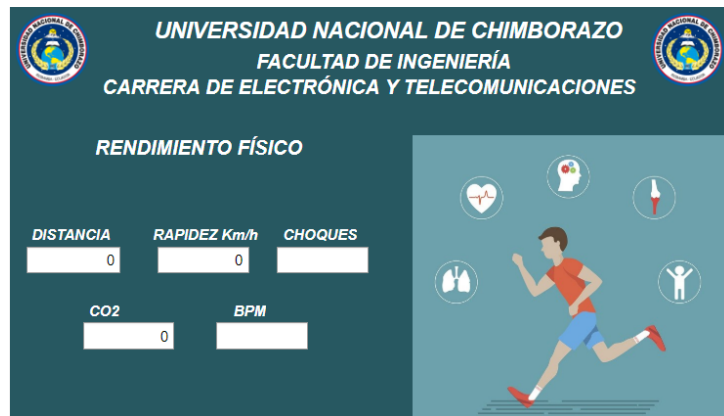 UNIVERSIDAD NACIONAL DE CHIMBORAZO
FACULTAD DE INGENIERÍA
CARRERA DE ELECTRÓNICA Y TELECOMUNICACIONES
RENDIMIENTO FÍSICO
DISTANCIA RAPIDEZ Km/h CHOQUES
0 0
CO2 BPM
0